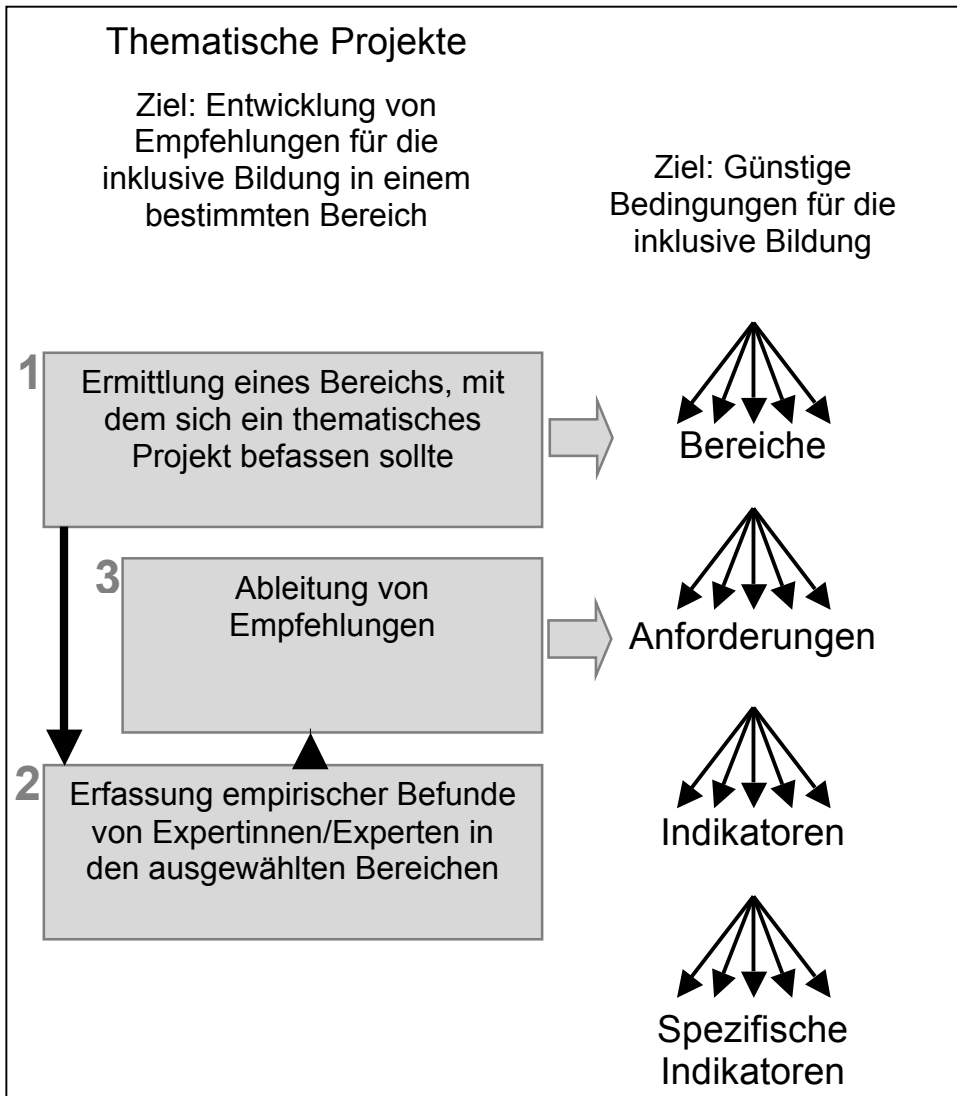 Thematische Projekte
Ziel: Entwicklung von
Empfehlungen für die
inklusive Bildung in einem
bestimmten Bereich
Ziel: Günstige
Bedingungen für die
inklusive Bildung
1
Ermittlung eines Bereichs, mit
dem sich ein thematisches
Projekt befassen sollte
Bereiche
3
Ableitung von
Empfehlungen
Anforderungen
2
Erfassung empirischer Befunde
von Expertinnen/Experten in
den ausgewählten Bereichen
Indikatoren
Spezifische
Indikatoren